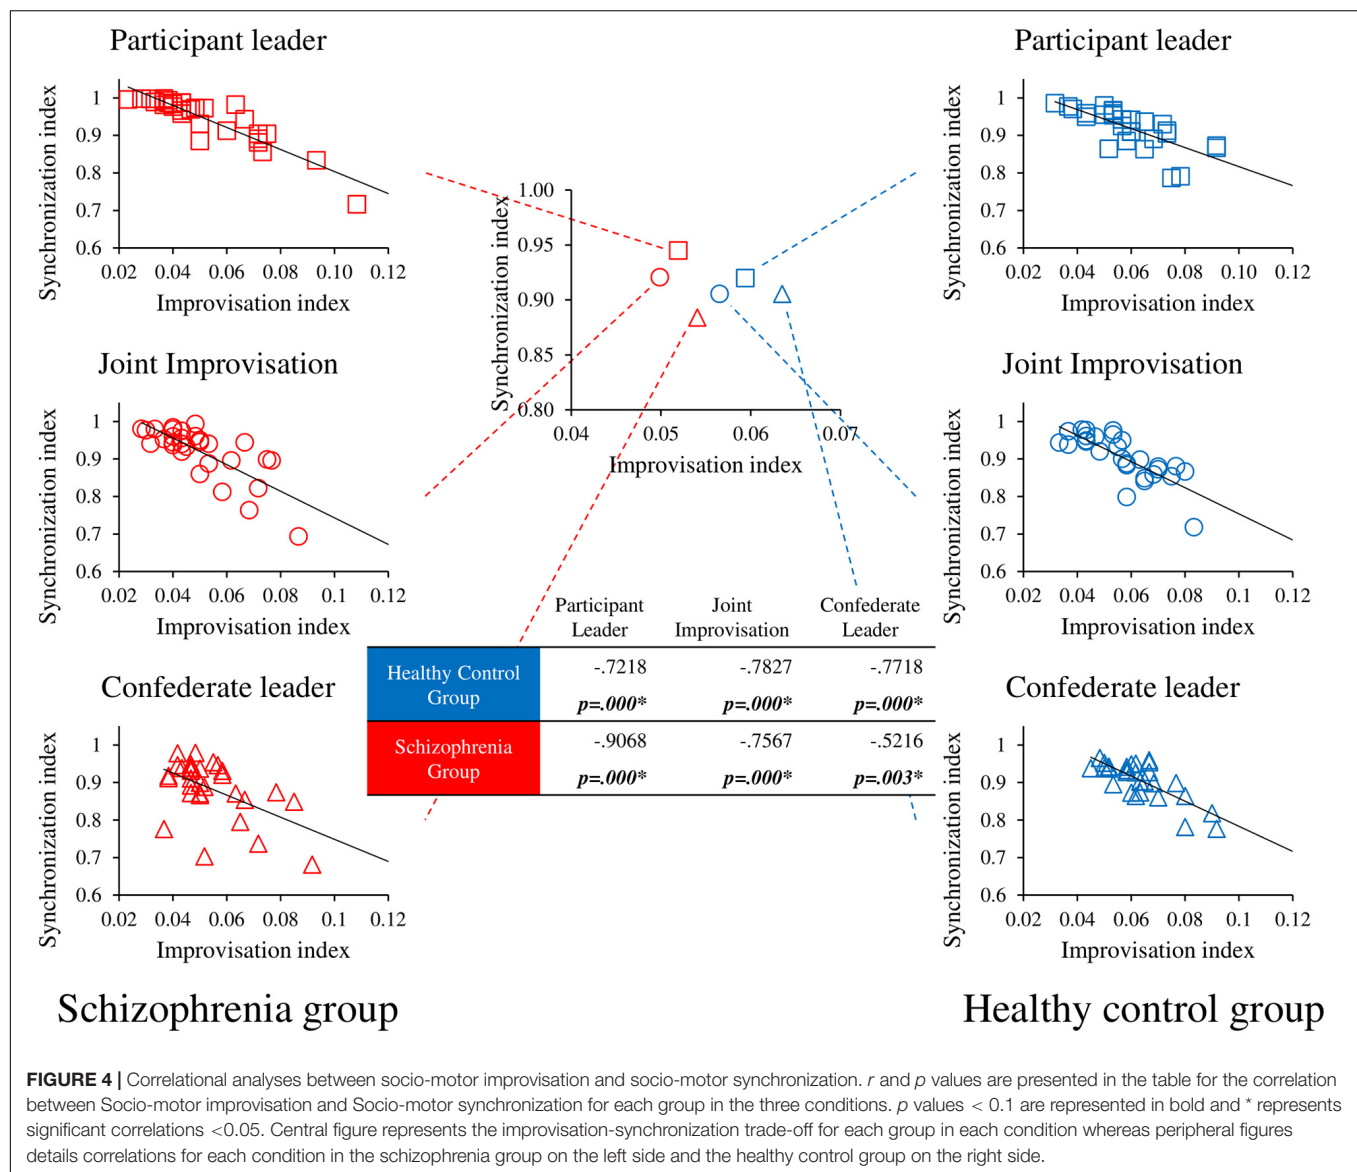 Participant leader
Synchronization index
1
0.9
0.8
0.7
0.6
0.02 0.04 0.06 0.08 0.10 0.12
Improvisation index
Joint Improvisation
Synchronization index
1
0.9
0.8
0.7
0.6
0.02 0.04 0.06 0.08 0.1 0.12
Improvisation index
Confederate leader
Synchronization index
1
0.9
0.8
0.7
0.6
0.02 0.04 0.06 0.08 0.1 0.12
Improvisation index
Schizophrenia group
Synchronization index
1.00
0.95
0.90
0.85
0.80
0.04 0.05 0.06 0.07
Improvisation index
Participant Leader Joint Improvisation Confederate Leader
Healthy Control Group
-.7218 -.7827 -.7718
p=.000* p=.000* p=.000*
Schizophrenia Group
-.9068 -.7567 -.5216
p=.000* p=.000* p=.003*
Participant leader
Synchronization index
1
0.9
0.8
0.7
0.6
0.02 0.04 0.06 0.08 0.10 0.12
Improvisation index
Joint Improvisation
Synchronization index
1
0.9
0.8
0.7
0.6
0.02 0.04 0.06 0.08 0.1 0.12
Improvisation index
Confederate leader
Synchronization index
1
0.9
0.8
0.7
0.6
0.02 0.04 0.06 0.08 0.1 0.12
Improvisation index
Healthy control group
FIGURE 4 | Correlational analyses between socio-motor improvisation and socio-motor synchronization. r and p values are presented in the table for the correlation
between Socio-motor improvisation and Socio-motor synchronization for each group in the three conditions. p values < 0.1 are represented in bold and * represents
significant correlations <0.05. Central figure represents the improvisation-synchronization trade-off for each group in each condition whereas peripheral figures
details correlations for each condition in the schizophrenia group on the left side and the healthy control group on the right side.